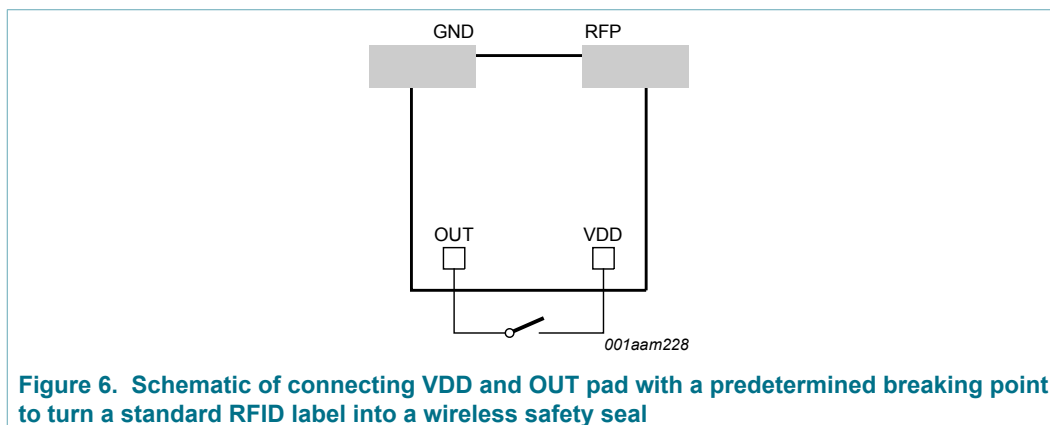 GND RFP
OUT VDD
001aam228
Figure 6. Schematic of connecting VDD and OUT pad with a predetermined breaking point
to turn a standard RFID label into a wireless safety seal